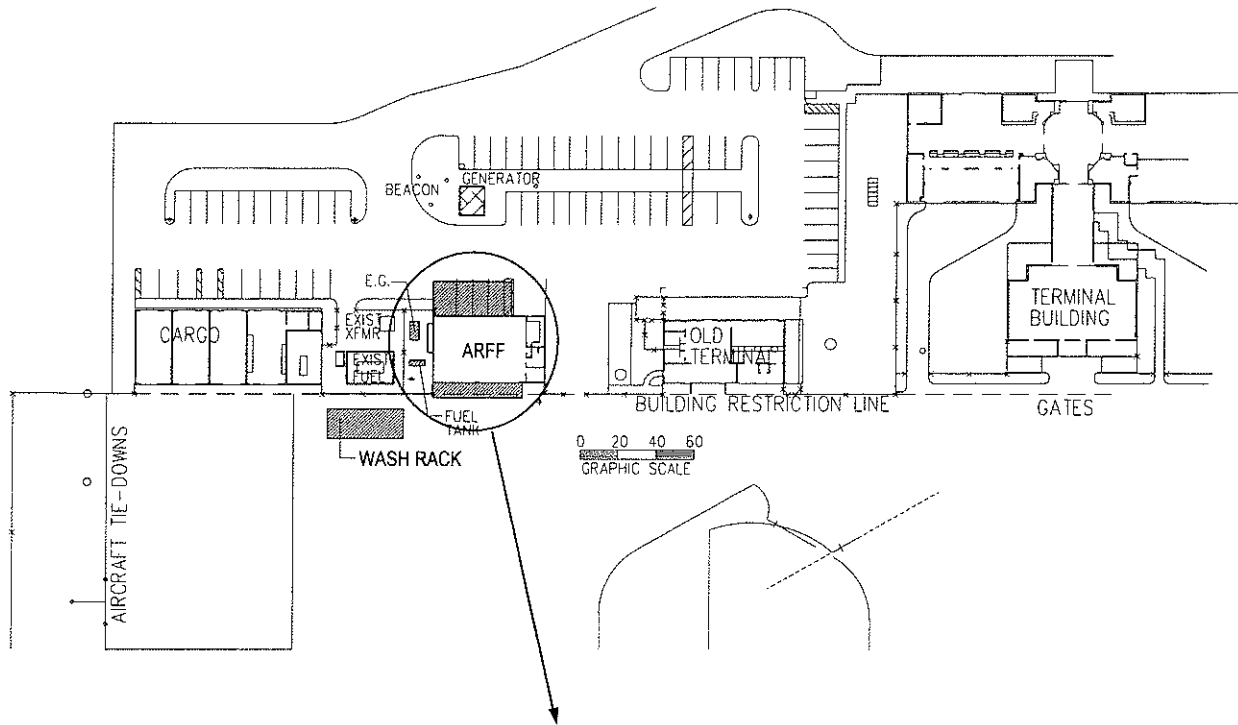 BEACON
GENERATOR
E.G.
CARGO
EXIST
XFMR
EXIST
FUEL
ARFF
OLD
TERMINAL
TERMINAL
BUILDING
FUEL
TANK
BUILDING RESTRICTION LINE
GATES
WASH RACK
0 20 40 60
GRAPHIC SCALE
AIRCRAFT TIE-DOWNS